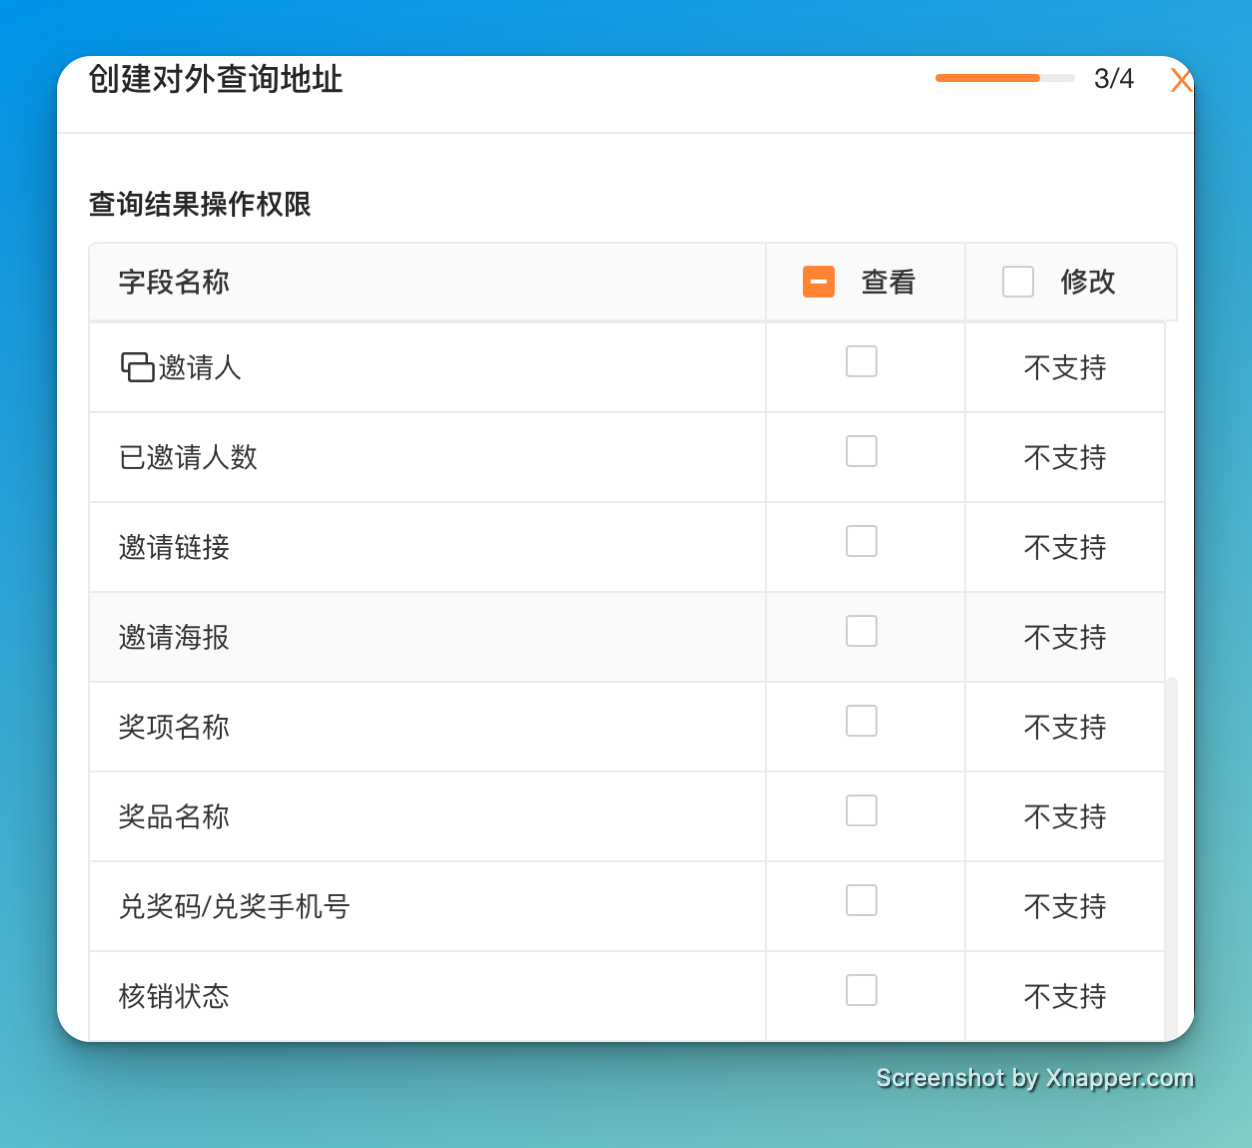 创建对外查询地址 3/4
查询结果操作权限
字段名称 查看 修改
邀请人 不支持
已邀请人数 不支持
邀请链接 不支持
邀请海报 不支持
奖项名称 不支持
奖品名称 不支持
兑奖码/兑奖手机号 不支持
核销状态 不支持
Screenshot by Xnapper.com